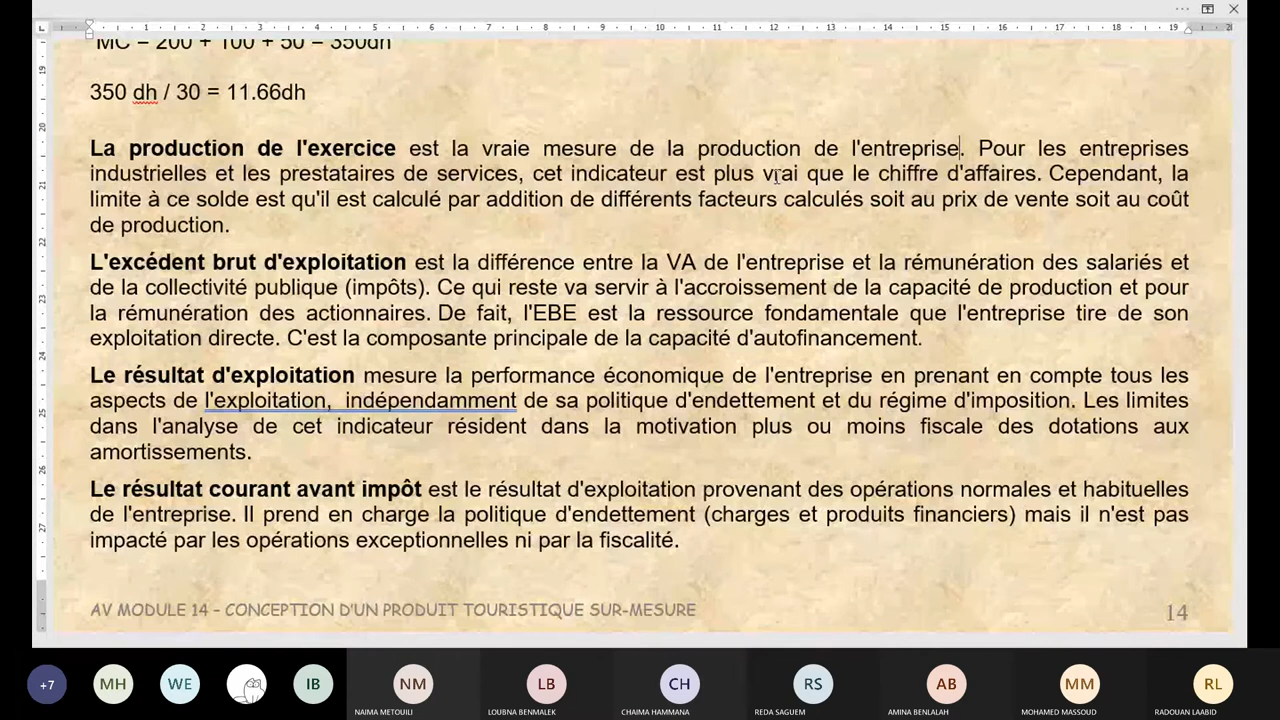 MC = 200 + 100 + 50 = 350dh
350 dh / 30 = 11.66dh
La production de l'exercice est la vraie mesure de la production de l'entreprise. Pour les entreprises
industrielles et les prestataires de services, cet indicateur est plus vrai que le chiffre d'affaires. Cependant, la
limite à ce solde est qu'il est calculé par addition de différents facteurs calculés soit au prix de vente soit au coût
de production.
L'excédent brut d'exploitation est la différence entre la VA de l'entreprise et la rémunération des salariés et
de la collectivité publique (impôts). Ce qui reste va servir à l'accroissement de la capacité de production et pour
la rémunération des actionnaires. De fait, l'EBE est la ressource fondamentale que l'entreprise tire de son
exploitation directe. C'est la composante principale de la capacité d'autofinancement.
Le résultat d'exploitation mesure la performance économique de l'entreprise en prenant en compte tous les
aspects de l'exploitation, indépendamment de sa politique d'endettement et du régime d'imposition. Les limites
dans l'analyse de cet indicateur résident dans la motivation plus ou moins fiscale des dotations aux
amortissements.
Le résultat courant avant impôt est le résultat d'exploitation provenant des opérations normales et habituelles
de l'entreprise. Il prend en charge la politique d'endettement (charges et produits financiers) mais il n'est pas
impacté par les opérations exceptionnelles ni par la fiscalité.
AV MODULE 14 – CONCEPTION D'UN PRODUIT TOURISTIQUE SUR-MESURE 14
+7 MH WE IB NM LB CH RS AB MM RL
NAIMA METOUILI LOUBNA BENMALEK CHAIMA HAMMANA REDA SAGUEM AMINA BENLALAH MOHAMED MASSOUD RADOUAN LAABID